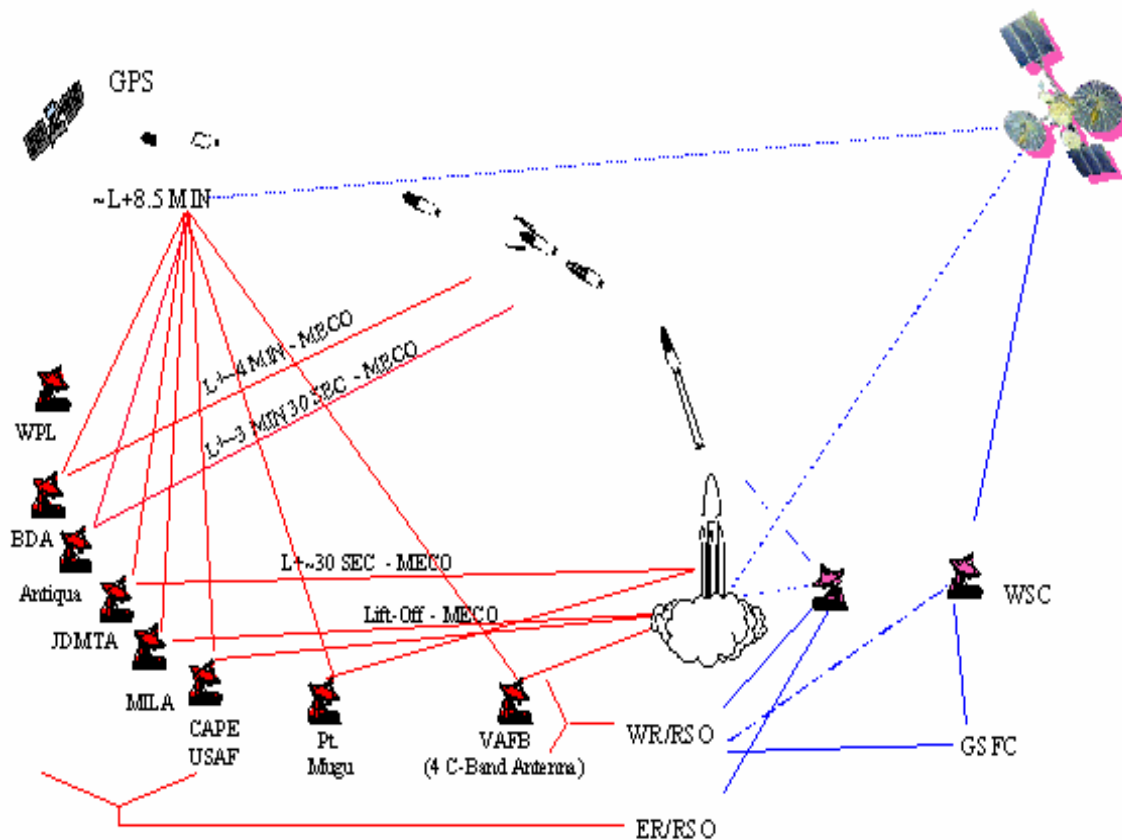 GPS
~L+8.5 MIN
L+~4 MIN - MECO
L+~3 MIN 30 SEC - MECO
WPL
BDA
Antiqua
L+~30 SEC - MECO
JDMTA
Lift-Off - MECO
MILA
WSC
CAPE
USAF
Pt.
Mugu
VAFB
(4 C-Band Antenna)
WR/RSO
GSFC
ER/RSO